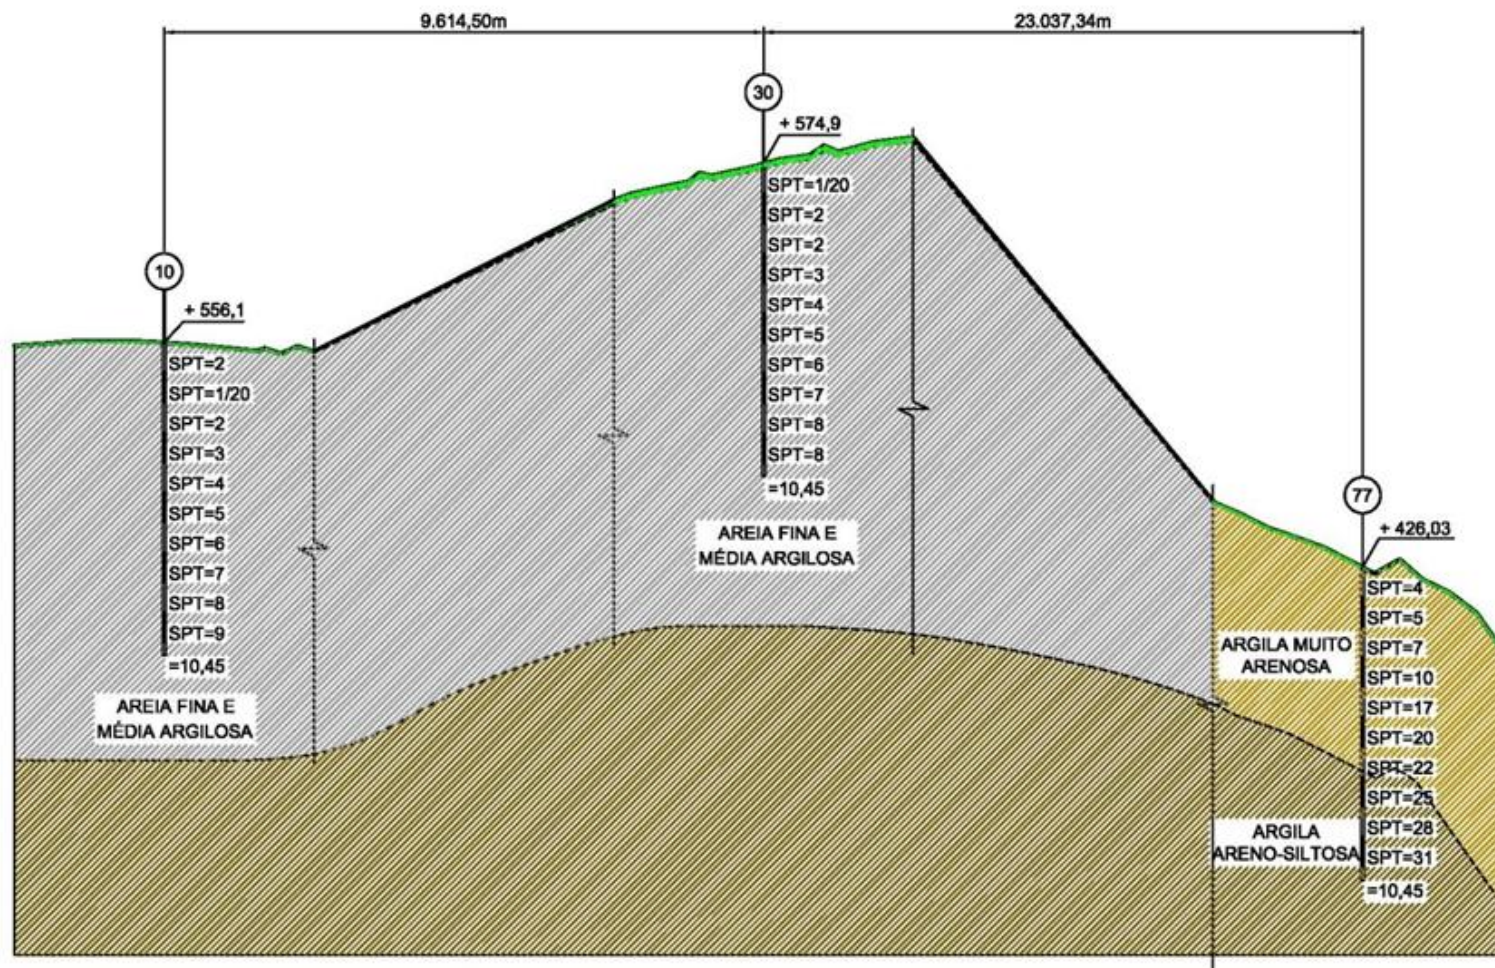 9.614,50m
23.037,34m
30
+ 574,9
SPT=1/20
SPT=2
SPT=2
SPT=3
SPT=4
SPT=5
SPT=6
SPT=7
SPT=8
SPT=8
=10,45
AREIA FINA E
MÉDIA ARGILOSA
10
+ 556,1
SPT=2
SPT=1/20
SPT=2
SPT=3
SPT=4
SPT=5
SPT=6
SPT=7
SPT=8
SPT=9
=10,45
AREIA FINA E
MÉDIA ARGILOSA
77
+ 426,03
SPT=4
SPT=5
SPT=7
SPT=10
SPT=17
SPT=20
SPT=22
SPT=25
SPT=28
SPT=31
=10,45
ARGILA MUITO
ARENOSA
ARGILA
ARENO-SILTOSA